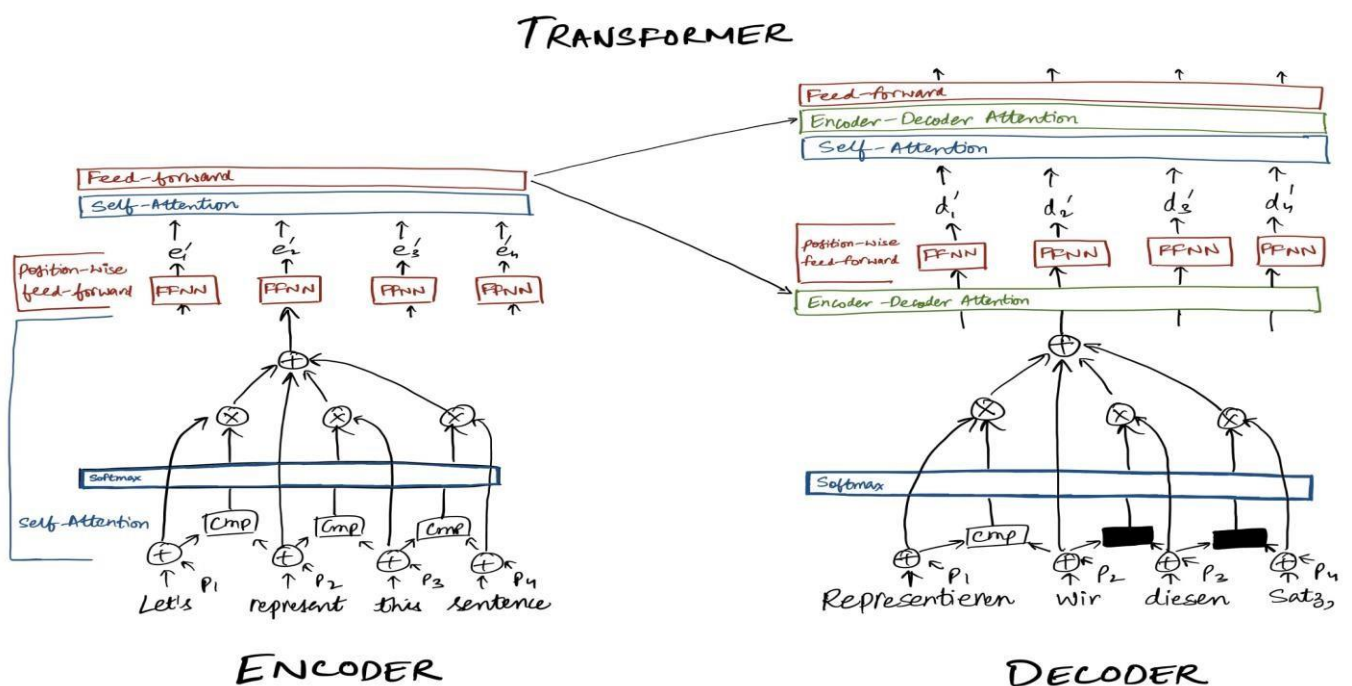 TRANSFORMER
Feed-forward
Encoder-Decoder Attention
Self-Attention
d₁' d₂' d₃' d₄'
Position-wise
feed-forward
FFNN FFNN FFNN FFNN
Encoder-Decoder Attention
Feed-forward
Self-Attention
e₁' e₂' e₃' e₄'
Position-wise
feed-forward
FFNN FFNN FFNN FFNN
+
× × ×
Softmax
Self-Attention
Cmp Cmp Cmp
+ + + +
P₁ P₂ P₃ P₄
Let's represent this sentence
ENCODER
+
× × ×
Softmax
Cmp
+ + + +
P₁ P₂ P₃ P₄
Representieren wir diesen Satz,
DECODER